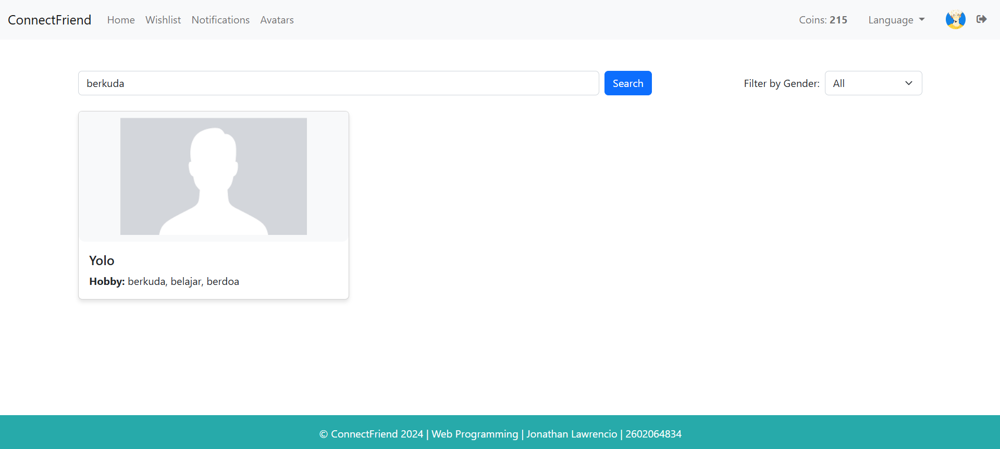 ConnectFriend Home Wishlist Notifications Avatars Coins: 215 Language
berkuda Search Filter by Gender: All
Yolo
Hobby: berkuda, belajar, berdoa
© ConnectFriend 2024 | Web Programming | Jonathan Lawrencio | 2602064834